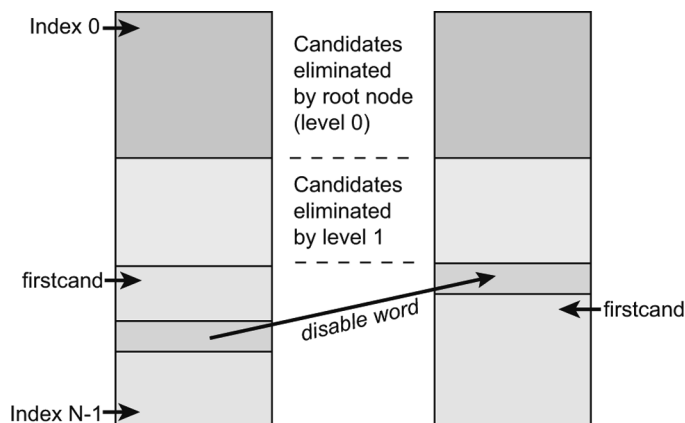 Index 0
Candidates
eliminated
by root node
(level 0)
Candidates
eliminated
by level 1
firstcand
disable word
firstcand
Index N-1